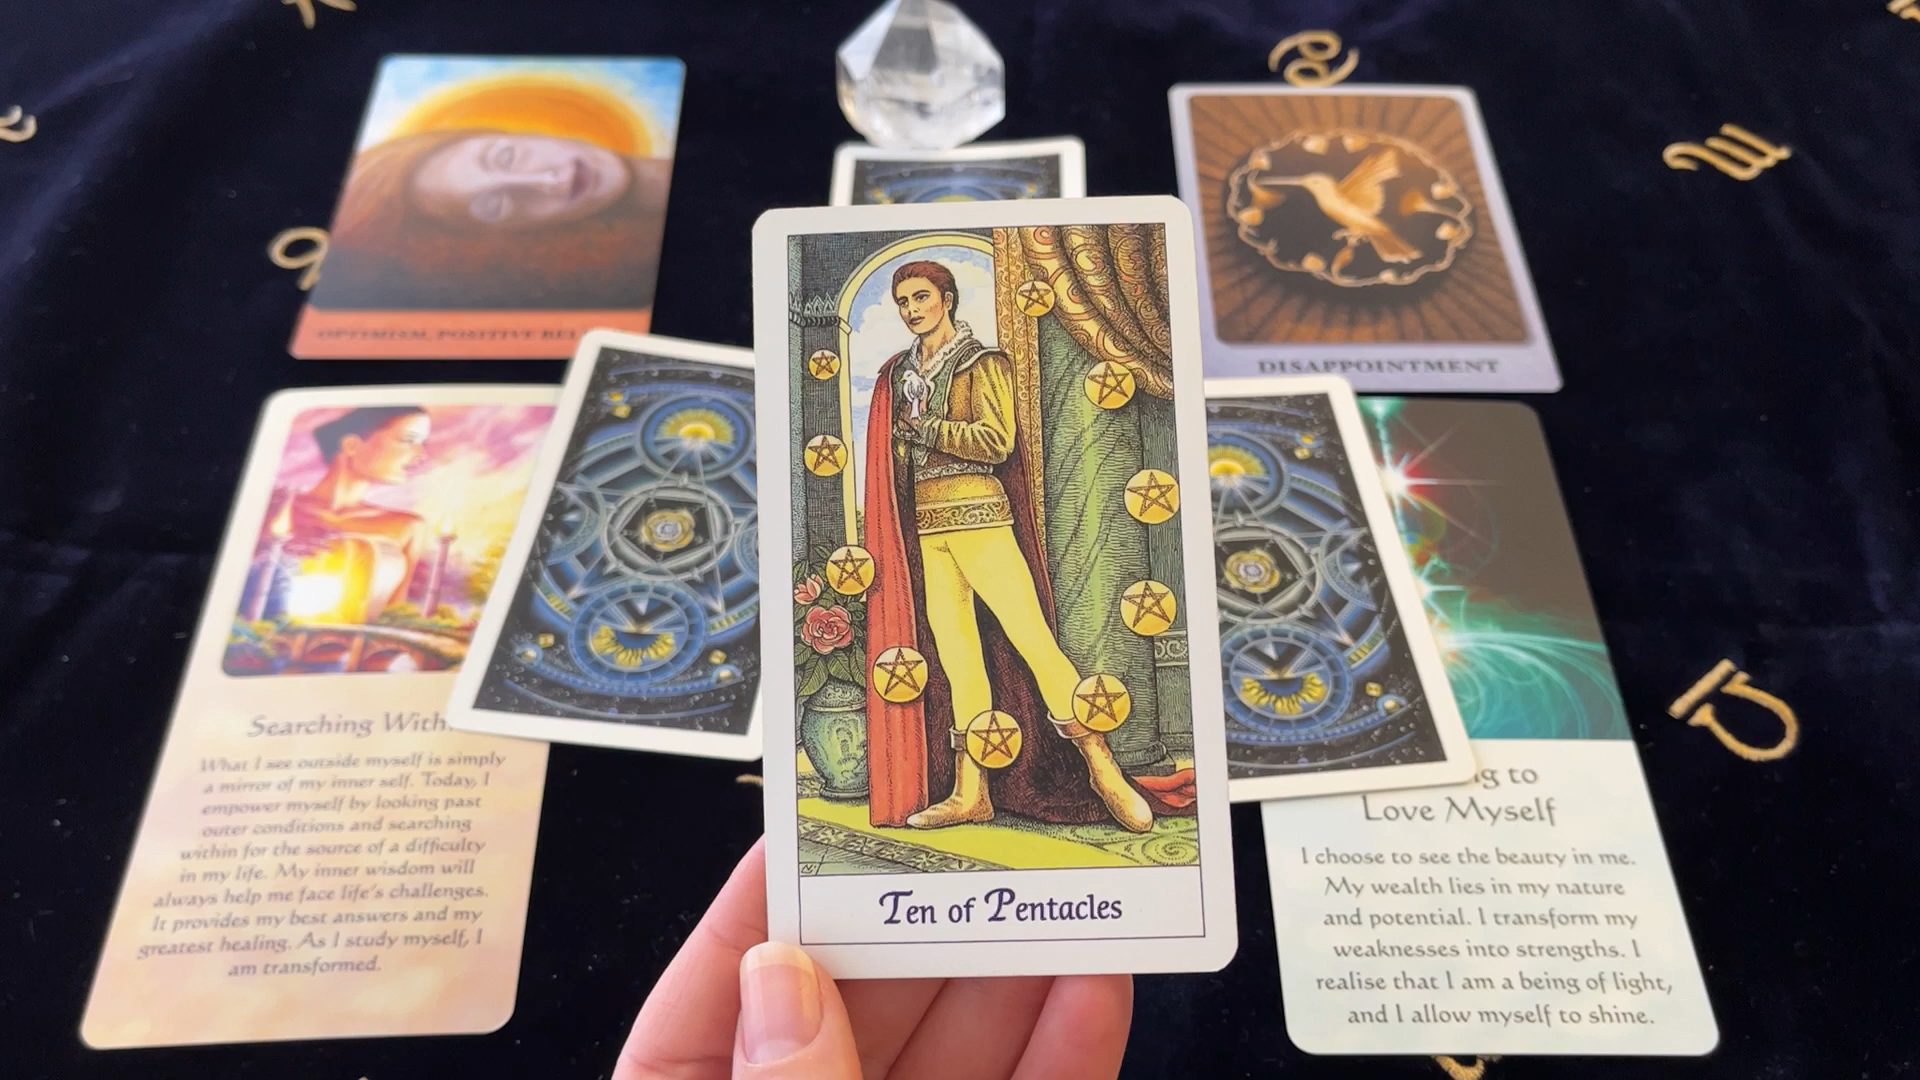 OPTIMISM, POSITIVE
DISAPPOINTMENT
Ten of Pentacles
Searching
What I see outside myself is simply
a mirror of my inner self. Today, I
empower myself by looking past
outer conditions and searching
within for the source of a difficulty
in my life. My inner wisdom will
always help me face life's challenges.
It provides my best answers and my
greatest healing. As I study myself, I
am transformed.
to
Love Myself
I choose to see the beauty in me.
My wealth lies in my nature
and potential. I transform my
weaknesses into strengths. I
realise that I am a being of light,
and I allow myself to shine.